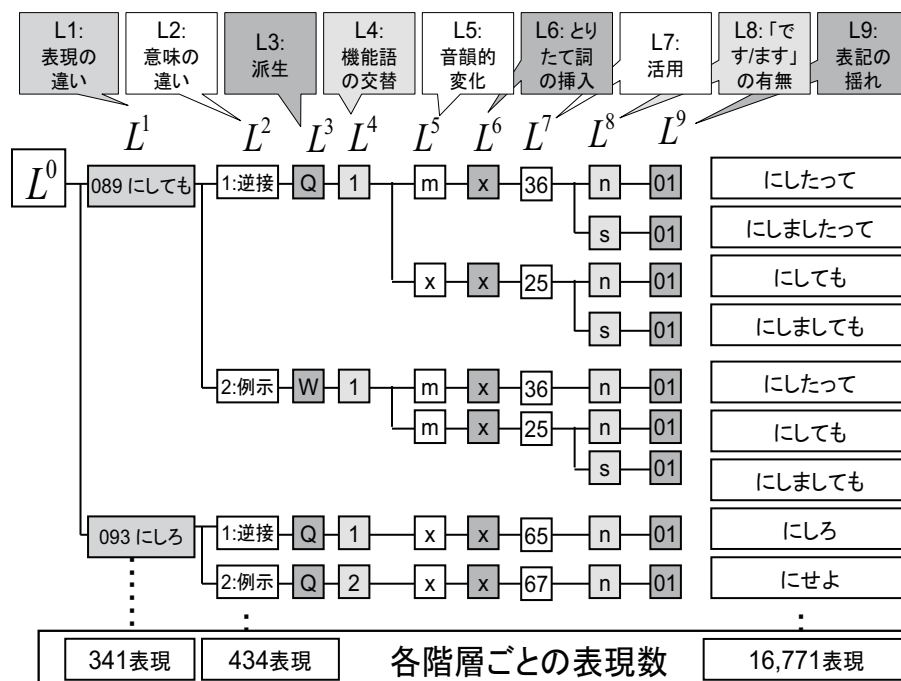 L1: 表現の違い
L2: 意味の違い
L3: 派生
L4: 機能語の交替
L5: 音韻的変化
L6: とりたて詞の挿入
L7: 活用
L8: 「です/ます」の有無
L9: 表記の揺れ
L¹ L² L³ L⁴ L⁵ L⁶ L⁷ L⁸ L⁹
L⁰ 089 にしても 1:逆接 Q 1 m x 36 n 01 にしたって
s 01 にしましたって
x x 25 n 01 にしても
s 01 にしましても
2:例示 W 1 m x 36 n 01 にしたって
m x 25 n 01 にしても
s 01 にしましても
093 にしろ 1:逆接 Q 1 x x 65 n 01 にしろ
2:例示 Q 2 x x 67 n 01 にせよ
341表現 434表現 各階層ごとの表現数 16,771表現